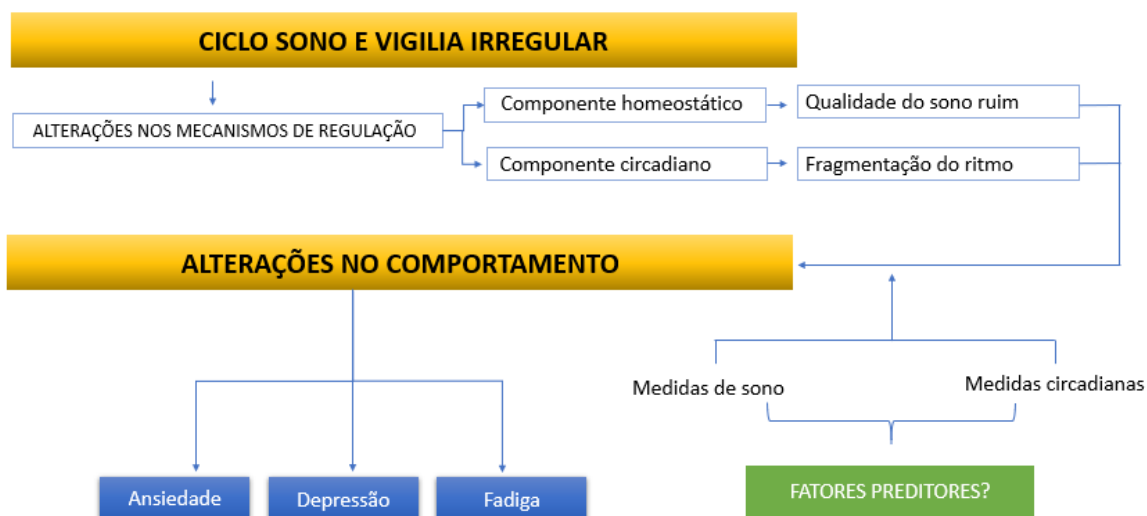 CICLO SONO E VIGILIA IRREGULAR
ALTERAÇÕES NOS MECANISMOS DE REGULAÇÃO
Componente homeostático
Qualidade do sono ruim
Componente circadiano
Fragmentação do ritmo
ALTERAÇÕES NO COMPORTAMENTO
Medidas de sono
Medidas circadianas
Ansiedade
Depressão
Fadiga
FATORES PREDITORES?